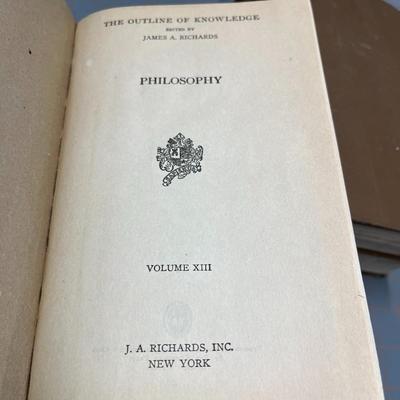 THE OUTLINE OF KNOWLEDGE
EDITED BY
JAMES A. RICHARDS
PHILOSOPHY
VOLUME XIII
J. A. RICHARDS, INC.
NEW YORK